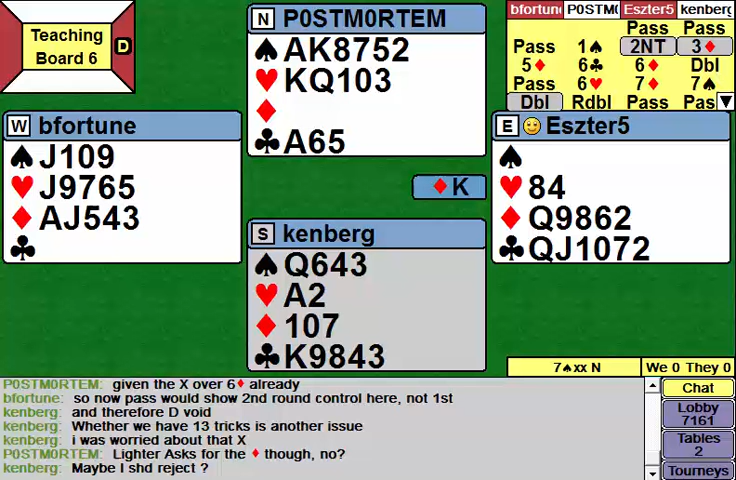 Teaching
Board 6
D
N P0STM0RTEM
♠AK8752
♥KQ103
♦
♣A65
bfortune P0STM0 Eszter5 kenberg
Pass Pass
Pass 1♠ 2NT 3♦
5♦ 6♣ 6♦ Dbl
Pass 6♥ 7♦ 7♠
Dbl Rdbl Pass Pas
W bfortune
♠J109
♥J9765
♦AJ543
♣
♦K
E Eszter5
♠
♥84
♦Q9862
♣QJ1072
S kenberg
♠Q643
♥A2
♦107
♣K9843
7♠xx N
We 0 They 0
P0STM0RTEM: given the X over 6♦ already
bfortune: so now pass would show 2nd round control here, not 1st
kenberg: and therefore D void
kenberg: Whether we have 13 tricks is another issue
kenberg: i was worried about that X
P0STM0RTEM: Lighter Asks for the ♦ though, no?
kenberg: Maybe I shd reject ?
Chat
Lobby
7161
Tables
2
Tourneys